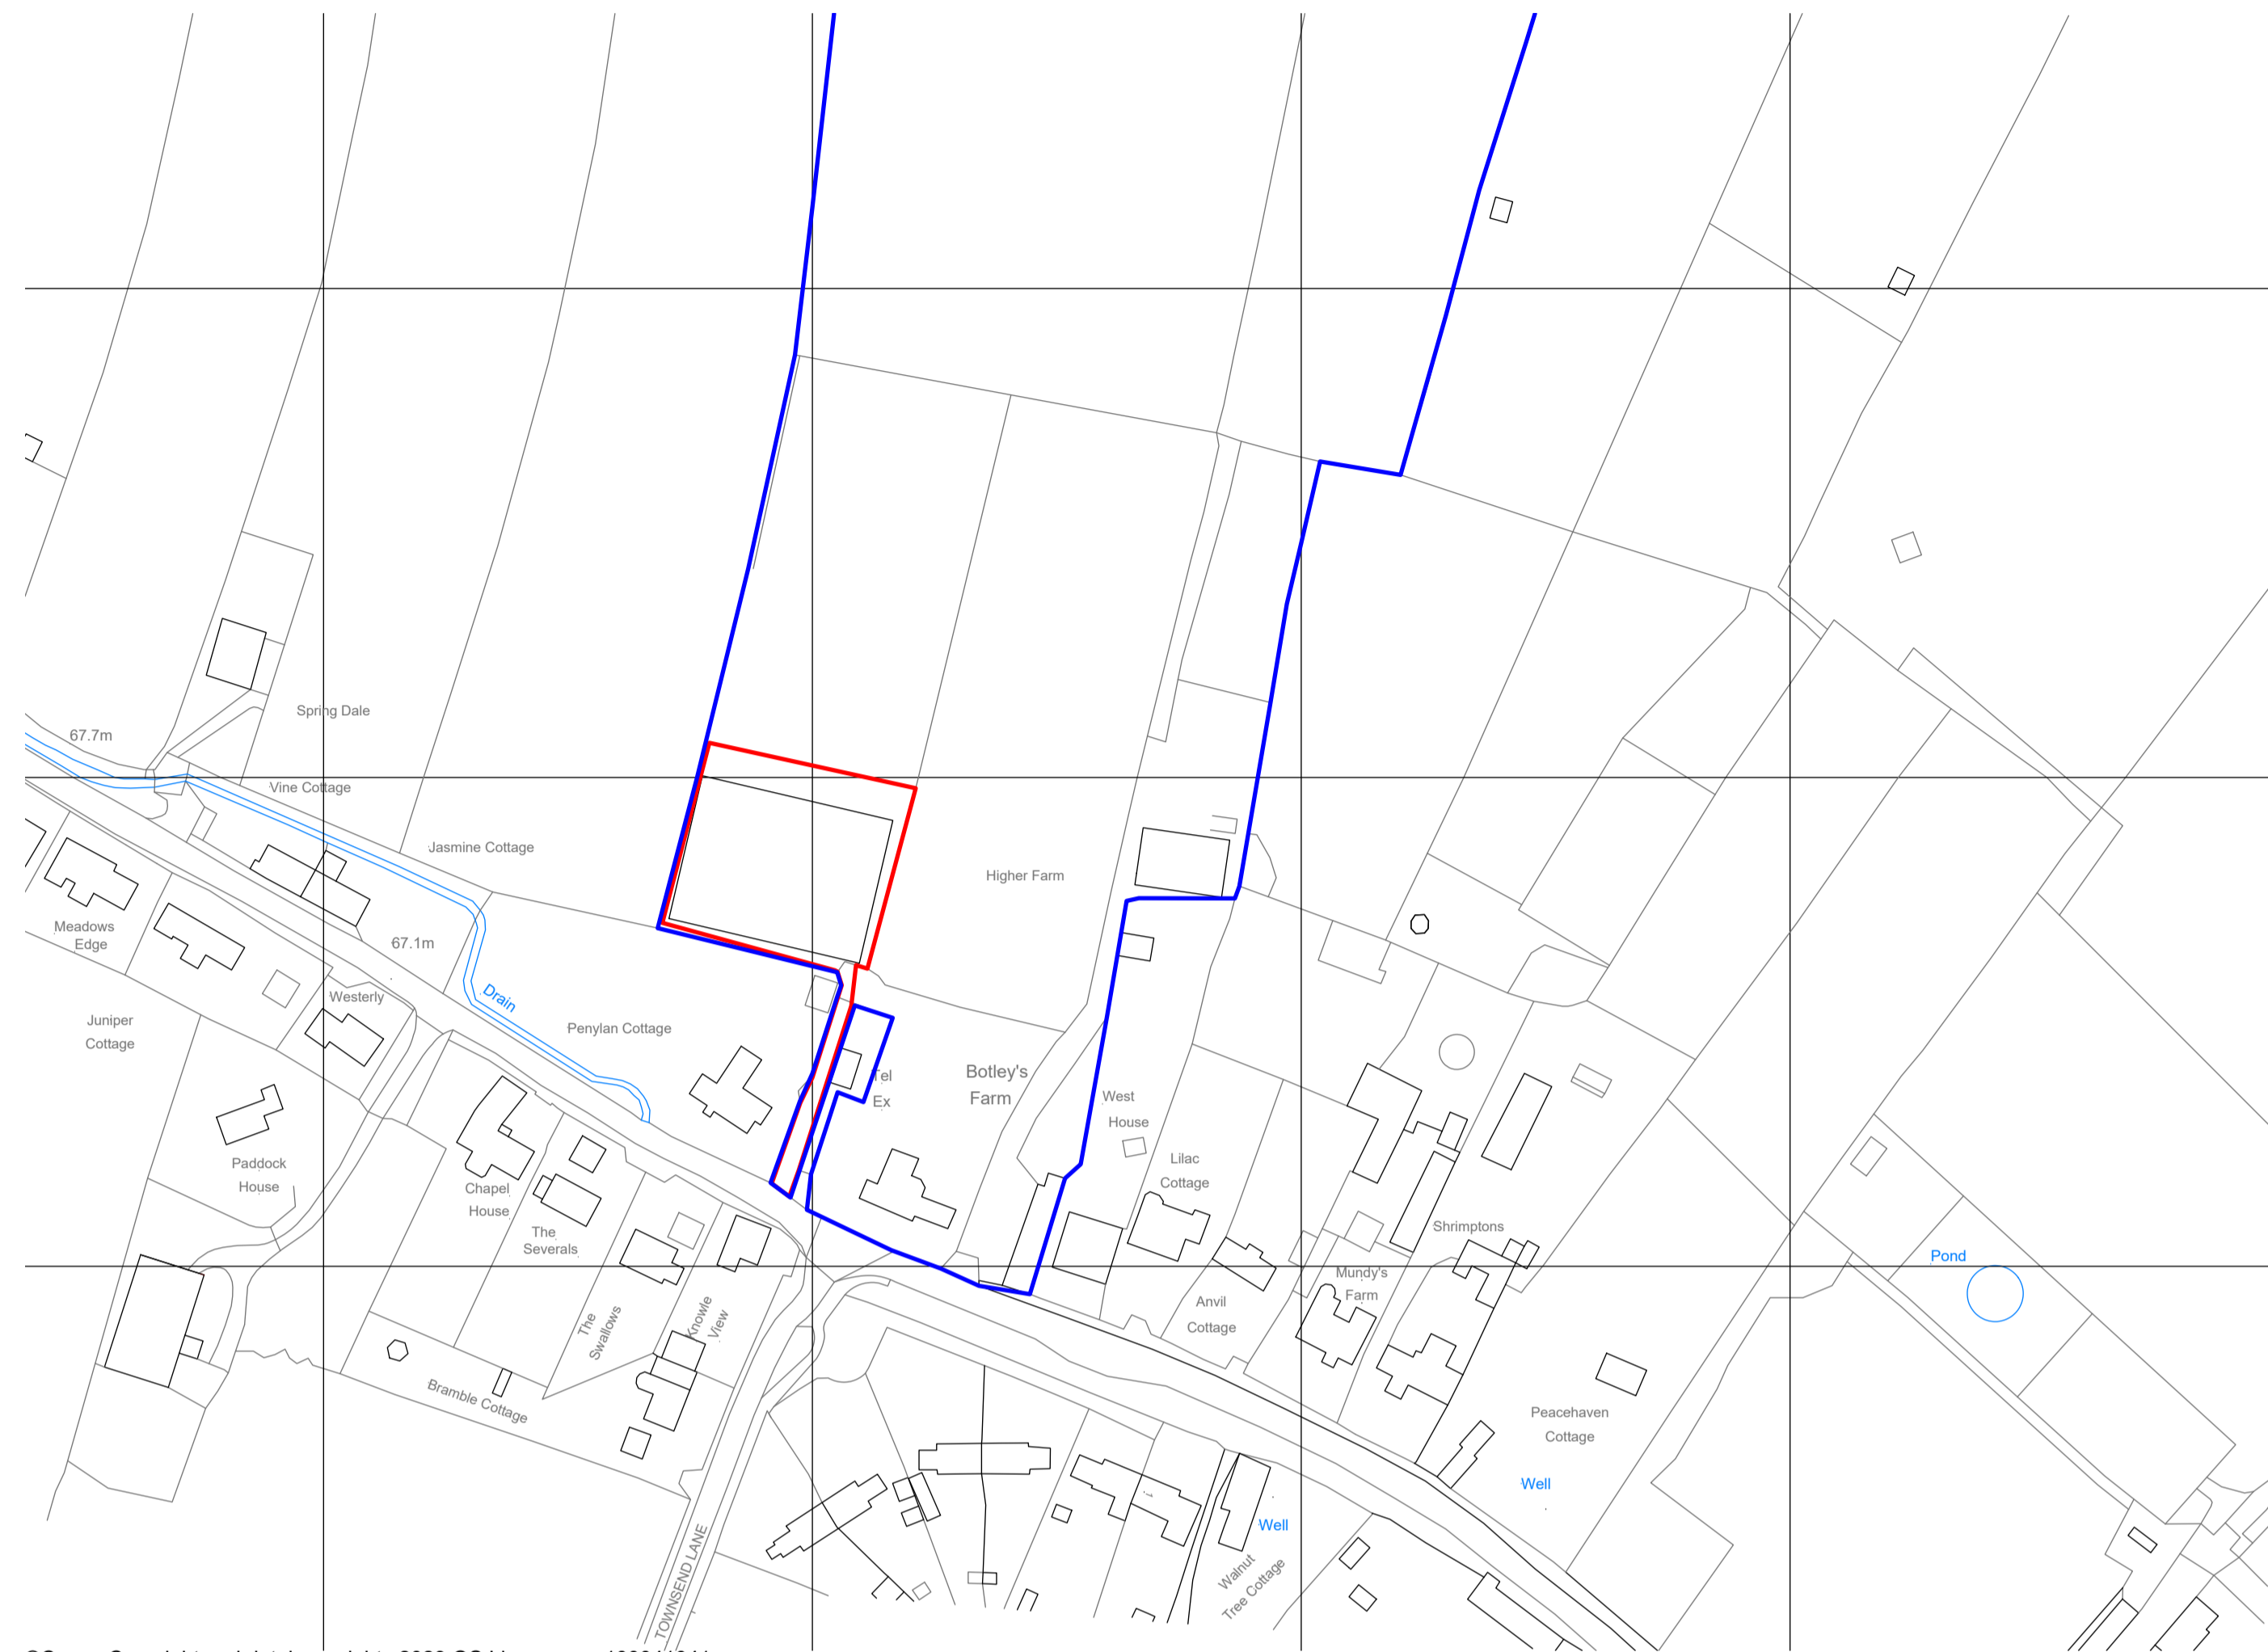 Spring Dale
67.7m
Vine Cottage
Jasmine Cottage
Higher Farm
Meadows
Edge
67.1m
Westerly
Drain
Juniper
Cottage
Penylan Cottage
Tel
Ex
Botley's
Farm
West
House
Paddock
House
Chapel
House
The
Severals
Lilac
Cottage
Shrimptons
Pond
Mundy's
Farm
The
Swallows
Knowle
View
Anvil
Cottage
Bramble Cottage
Peacehaven
Cottage
Well
1
Well
Walnut
Tree Cottage
TOWNSEND LANE